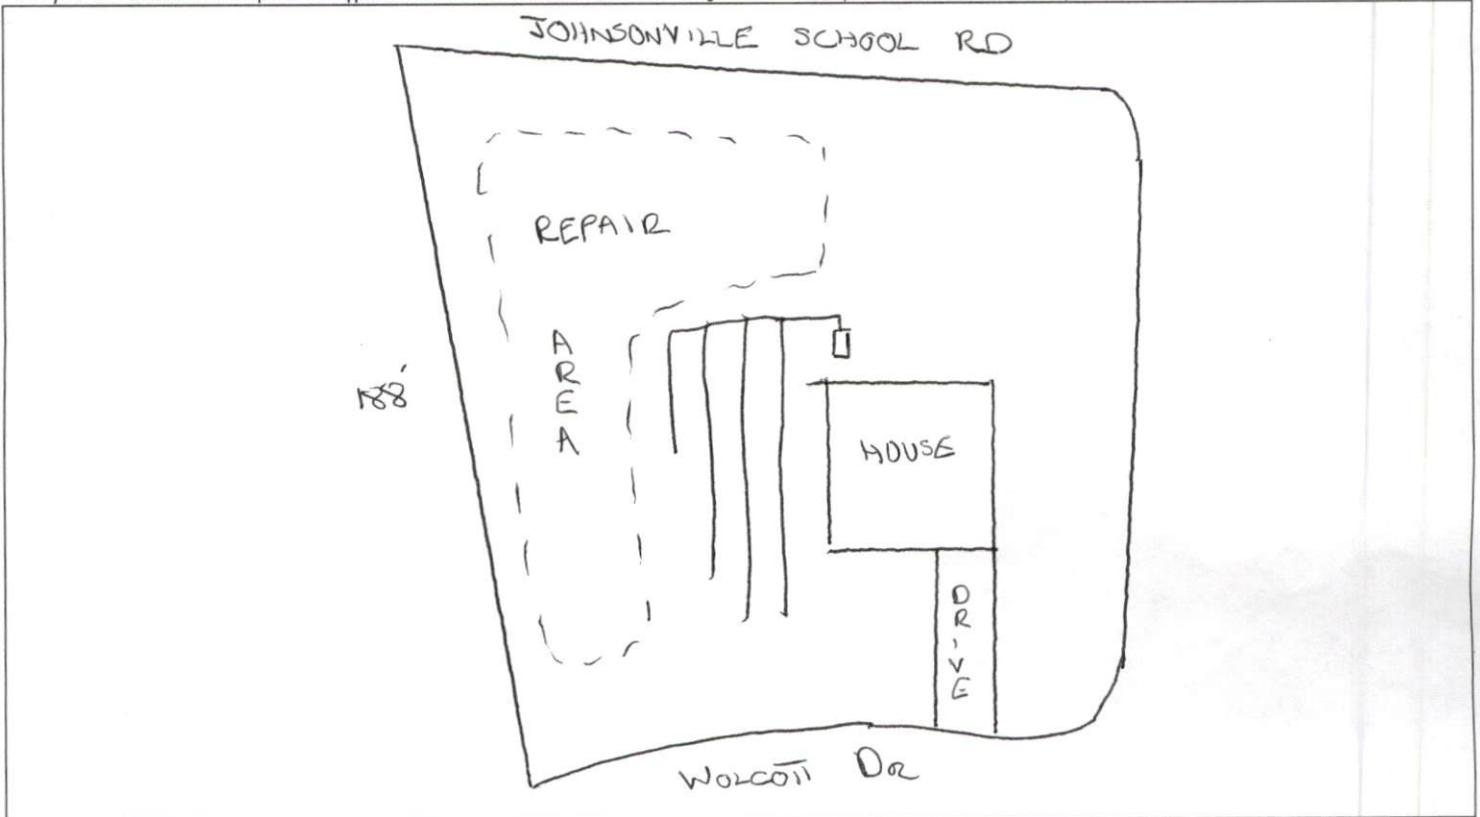 JOHNSONVILLE SCHOOL RD
REPAIR
AREA
188'
HOUSE
DRIVE
WOLCOTT DR